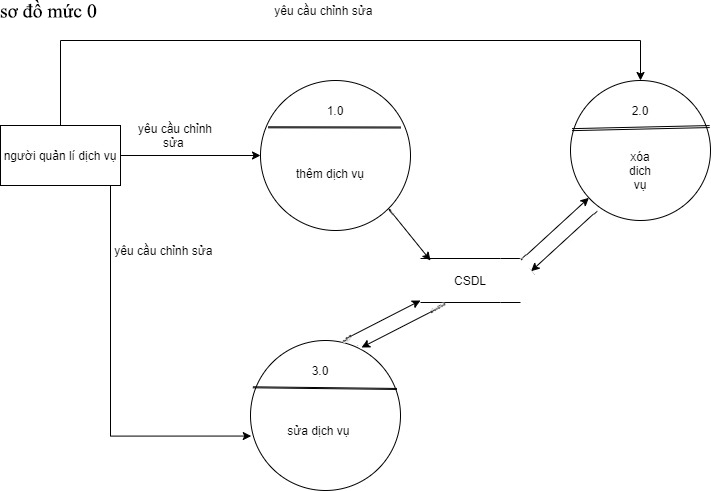 sơ đồ mức 0
yêu cầu chỉnh sửa
1.0
2.0
yêu cầu chỉnh
sửa
người quản lí dịch vụ
thêm dịch vụ
xóa
dich
vụ
yêu cầu chỉnh sửa
CSDL
3.0
sửa dịch vụ